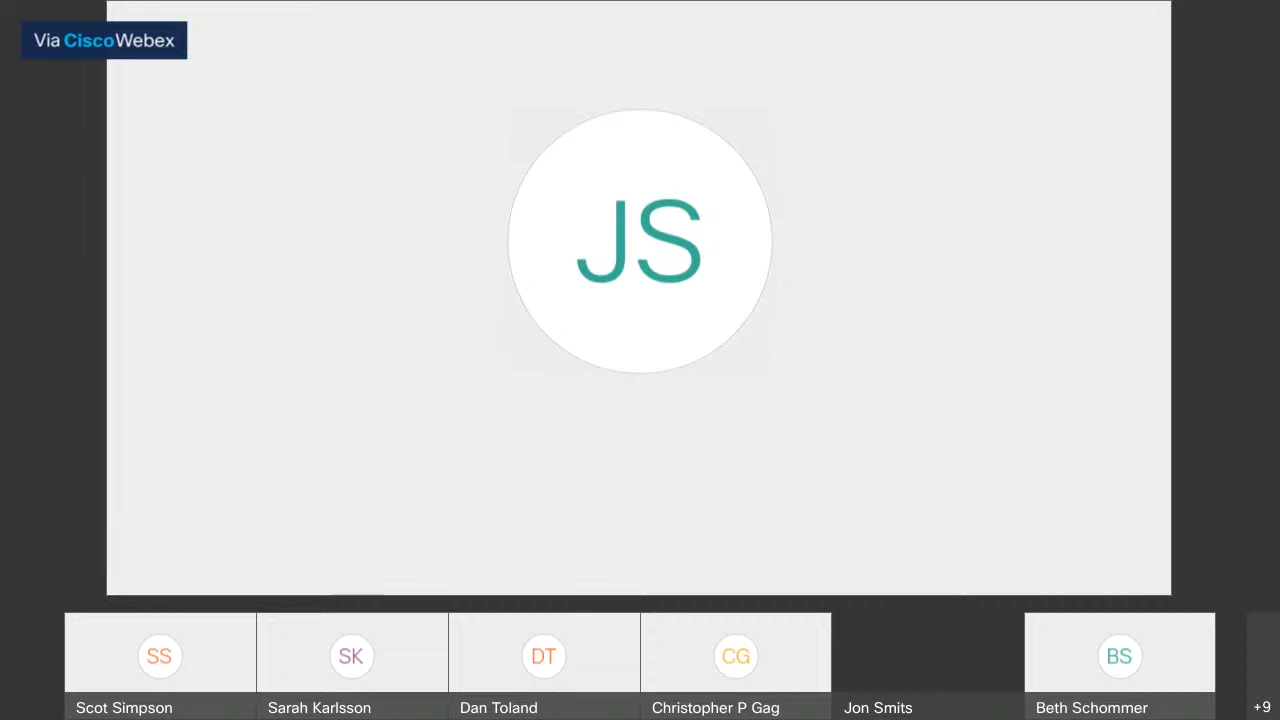 Via CiscoWebex
JS
SS
SK
DT
CG
BS
Scot Simpson
Sarah Karlsson
Dan Toland
Christopher P Gag
Jon Smits
Beth Schommer
+9